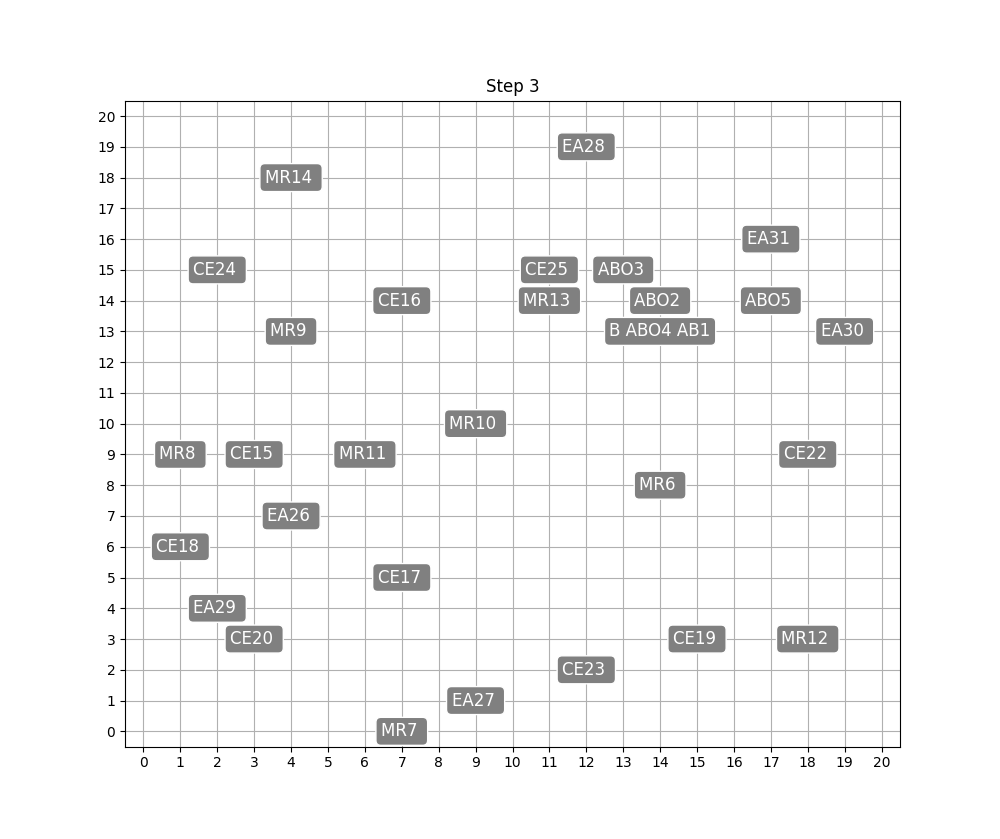 Step 3
20
19
18
17
16
15
14
13
12
11
10
9
8
7
6
5
4
3
2
1
0
EA28
MR14
EA31
CE24
CE25
ABO3
CE16
MR13
ABO2
ABO5
MR9
B ABO4 AB1
EA30
MR10
MR8
CE15
MR11
CE22
MR6
EA26
CE18
CE17
EA29
CE20
CE19
MR12
CE23
EA27
MR7
0 1 2 3 4 5 6 7 8 9 10 11 12 13 14 15 16 17 18 19 20